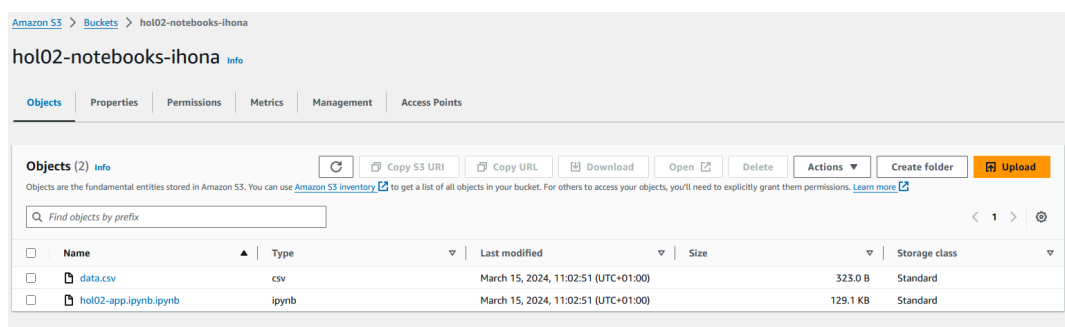 Amazon S3 > Buckets > hol02-notebooks-ihona
hol02-notebooks-ihona Info
Objects Properties Permissions Metrics Management Access Points
Objects (2) Info Copy S3 URI Copy URL Download Open Delete Actions Create folder Upload
Objects are the fundamental entities stored in Amazon S3. You can use Amazon S3 inventory to get a list of all objects in your bucket. For others to access your objects, you'll need to explicitly grant them permissions. Learn more
Find objects by prefix < 1 >
Name Type Last modified Size Storage class
data.csv csv March 15, 2024, 11:02:51 (UTC+01:00) 323.0 B Standard
hol02-app.ipynb.ipynb ipynb March 15, 2024, 11:02:51 (UTC+01:00) 129.1 KB Standard